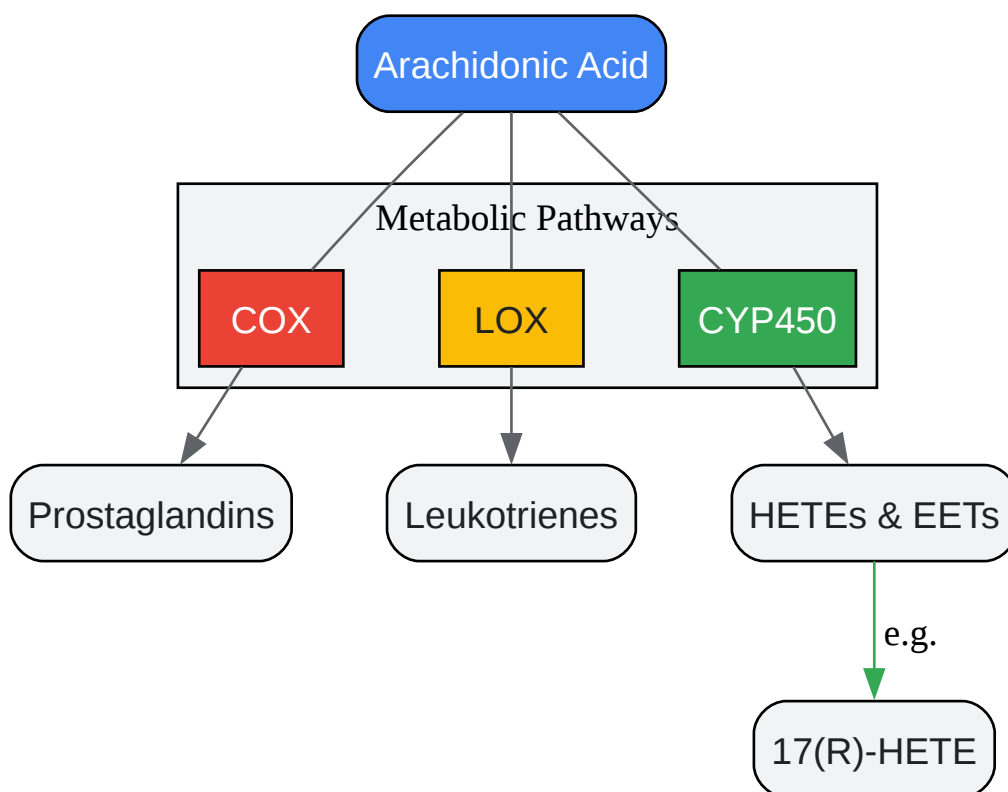 Arachidonic Acid
Metabolic Pathways
COX
LOX
CYP450
Prostaglandins
Leukotrienes
HETEs & EETs
e.g.
17(R)-HETE